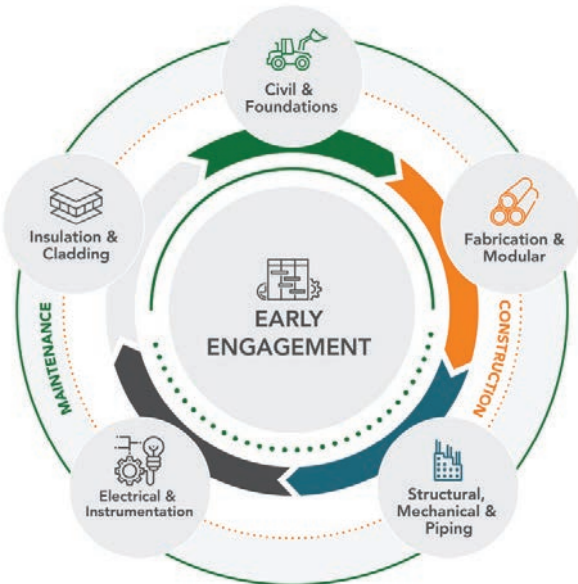 Civil &
Foundations
Insulation &
Cladding
Fabrication &
Modular
EARLY
ENGAGEMENT
MAINTENANCE
CONSTRUCTION
Electrical &
Instrumentation
Structural,
Mechanical &
Piping